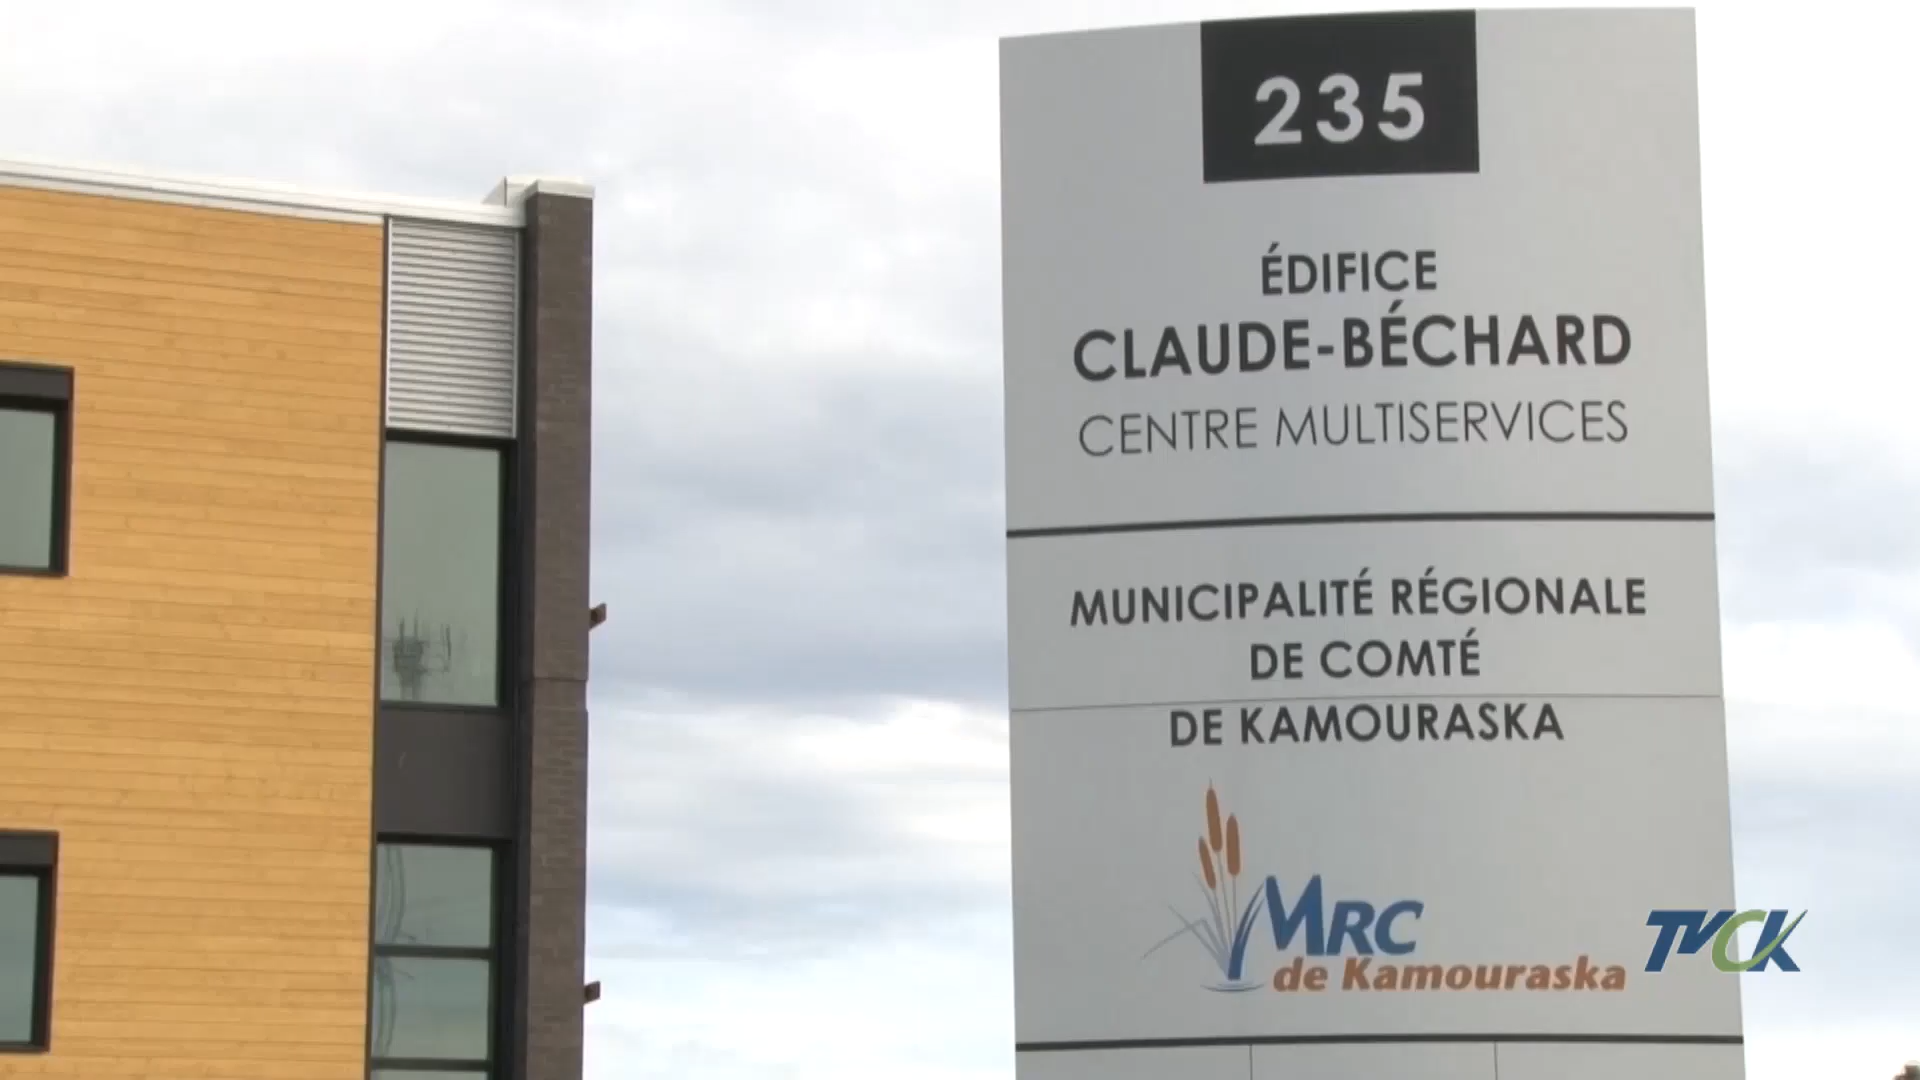 235
ÉDIFICE
CLAUDE-BÉCHARD
CENTRE MULTISERVICES
MUNICIPALITÉ RÉGIONALE
DE COMTÉ
DE KAMOURASKA
MRC
de Kamouraska
TVCK